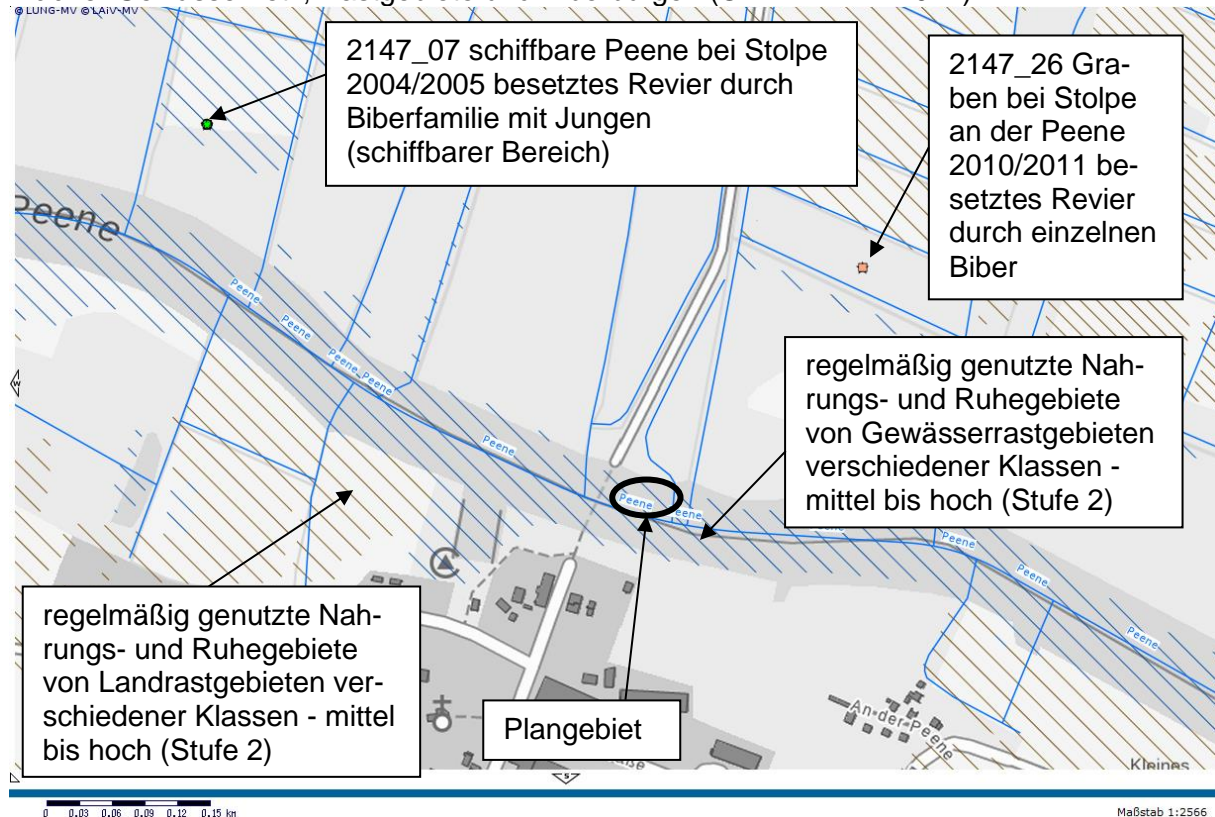 © LUNG-MV © LAiV-MV
2147_07 schiffbare Peene bei Stolpe
2004/2005 besetztes Revier durch
Biberfamilie mit Jungen
(schiffbarer Bereich)
2147_26 Gra-
ben bei Stolpe
an der Peene
2010/2011 be-
setztes Revier
durch einzelnen
Biber
Peene
Peene
Peene
Peene
Peene
Peene
W
regelmäßig genutzte Nah-
rungs- und Ruhegebiete
von Gewässerrastgebieten
verschiedener Klassen -
mittel bis hoch (Stufe 2)
Peene
Peene
Peene
Peene
Peene
Peene
regelmäßig genutzte Nah-
rungs- und Ruhegebiete
von Landrastgebieten ver-
schiedener Klassen - mittel
bis hoch (Stufe 2)
Plangebiet
An der Peene
Kleines
S
0 0.03 0.06 0.09 0.12 0.15 km
Maßstab 1:2566